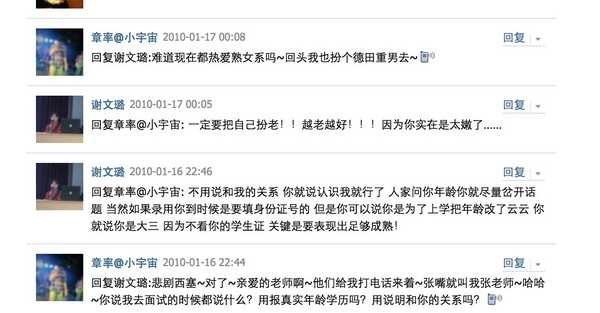 章率@小宇宙 2010-01-17 00:08
回复
回复谢文璐:难道现在都热爱熟女系吗~回头我也扮个德田重男去~
谢文璐 2010-01-17 00:05
回复
回复章率@小宇宙: 一定要把自己扮老！！越老越好！！！因为你实在是太嫩了......
谢文璐 2010-01-16 22:46
回复
回复章率@小宇宙: 不用说和我的关系 你就说认识我就行了 人家问你年龄你就尽量岔开话
题 当然如果录用你到时候是要填身份证号的 但是你可以说你是为了上学把年龄改了云云 你
就说你是大三 因为不看你的学生证 关键是要表现出足够成熟！
章率@小宇宙 2010-01-16 22:44
回复
回复谢文璐:悲剧西塞~对了~亲爱的老师啊~他们给我打电话来着~张嘴就叫我张老师~哈哈
~你说我去面试的时候都说什么？用报真实年龄学历吗？用说明和你的关系吗？